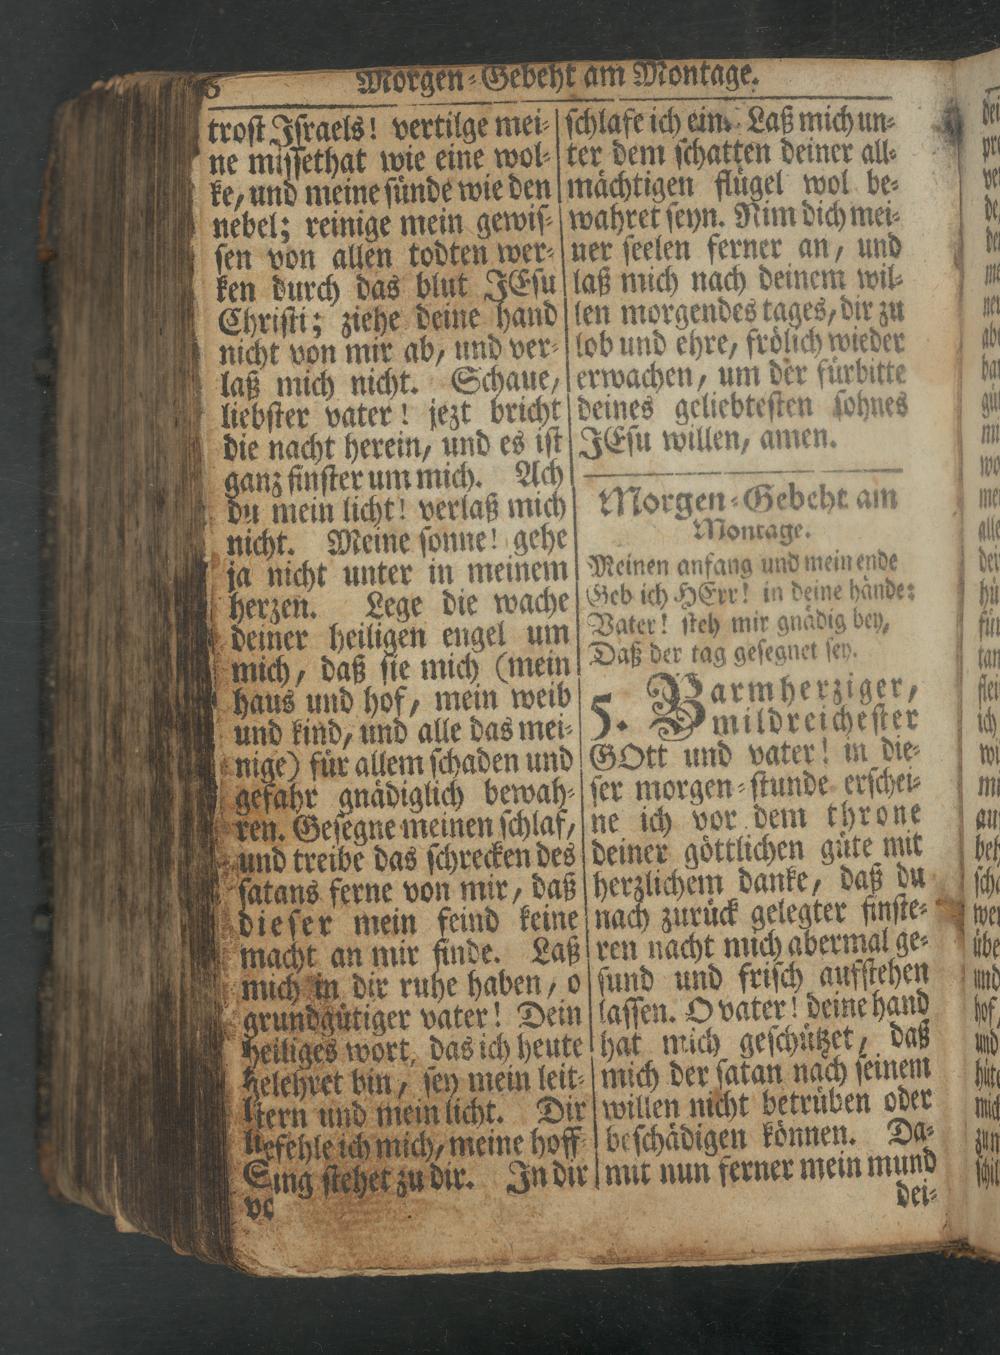 8 Morgen-Gebeht am Montage.
trost Israels! vertilge mei-
ne missethat wie eine wol-
ke, und meine sünde wie den
nebel; reinige mein gewis-
sen von allen todten wer-
ken durch das blut JEsu
Christi; ziehe deine hand
nicht von mir ab, und ver-
laß mich nicht. Schaue,
liebster vater! jezt bricht
die nacht herein, und es ist
ganz finster um mich. Ach
du mein licht! verlaß mich
nicht. Meine sonne! gehe
ja nicht unter in meinem
herzen. Lege die wache
deiner heiligen engel um
mich, daß sie mich (mein
haus und hof, mein weib
und kind, und alle das mei-
nige) für allem schaden und
gefahr gnädiglich bewah-
ren. Gesegne meinen schlaf,
und treibe das schrecken des
satans ferne von mir, daß
dieser mein feind keine
macht an mir finde. Laß
mich in dir ruhe haben, o
grundgütiger vater! Dein
heiliges wort, das ich heute
gelehret bin, sey mein leit-
stern und mein licht. Dir
befehle ich mich, meine hoff-
stehet zu dir. In dir
schlafe ich ein. Laß mich un-
ter dem schatten deiner all-
mächtigen flügel wol be-
wahret seyn. Nim dich mei-
ner seelen ferner an, und
laß mich nach deinem wil-
len morgendes tages, dir zu
lob und ehre, frölich wieder
erwachen, um der fürbitte
deines geliebtesten sohnes
JEsu willen, amen.
Morgen-Gebeht am
Montage.
Meinen anfang und mein ende
Geb ich HErr! in deine hände:
Vater! steh mir gnädig bey,
Daß der tag gesegnet sey.
5. Barmherziger,
mildreichester
GOtt und vater! in die-
ser morgen-stunde erschei-
ne ich vor dem throne
deiner göttlichen güte mit
herzlichem danke, daß du
nach zurück gelegter finste-
ren nacht mich abermal ge-
sund und frisch aufstehen
lassen. O vater! deine hand
hat mich geschützet, daß
mich der satan nach seinem
willen nicht betrüben oder
beschädigen können. Da-
mit nun ferner mein mund
dei-